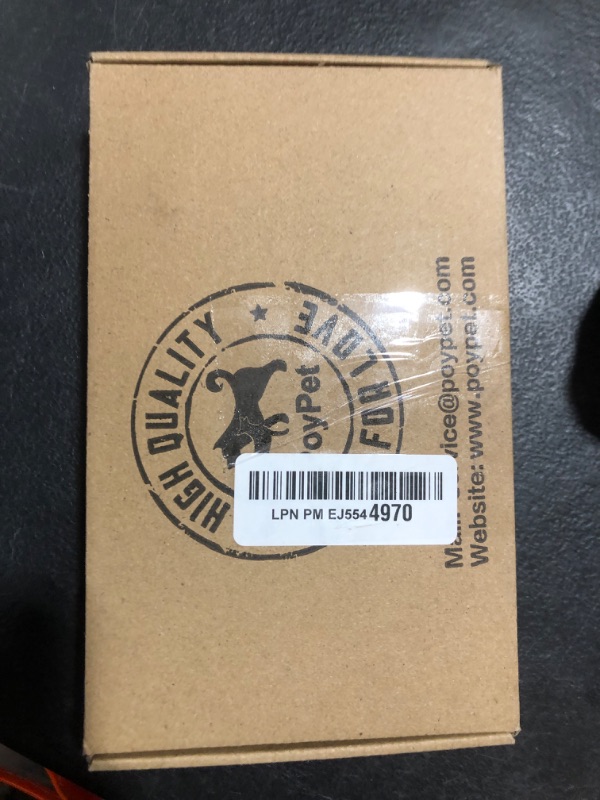 HIGH QUALITY
FOR LOVE
PoyPet
LPN PM EJ5544970
Website: www.poypet.com